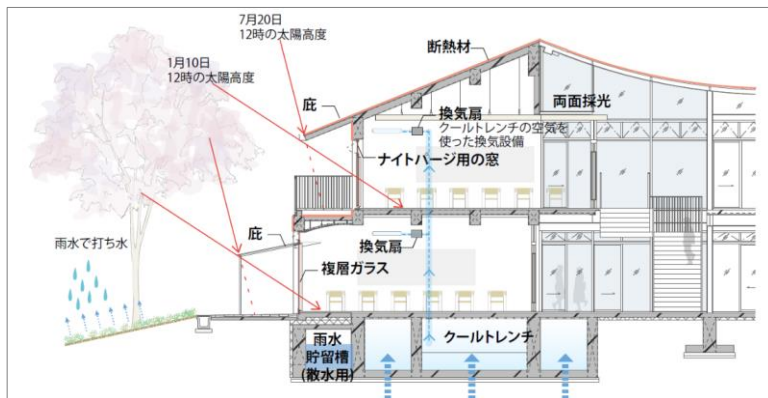 7月20日
12時の太陽高度
1月10日
12時の太陽高度
断熱材
庇
換気扇
クールトレンチの空気を
使った換気設備
両面採光
ナイトパージ用の窓
雨水で打ち水
庇
換気扇
複層ガラス
雨水
貯留槽
(散水用)
クールトレンチ